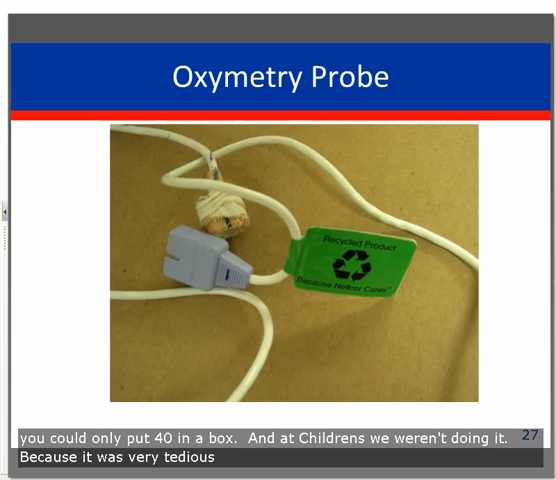 Oxymetry Probe
Recycled Product
Because Nellcor Cares™
you could only put 40 in a box.  And at Childrens we weren't doing it.
27
Because it was very tedious